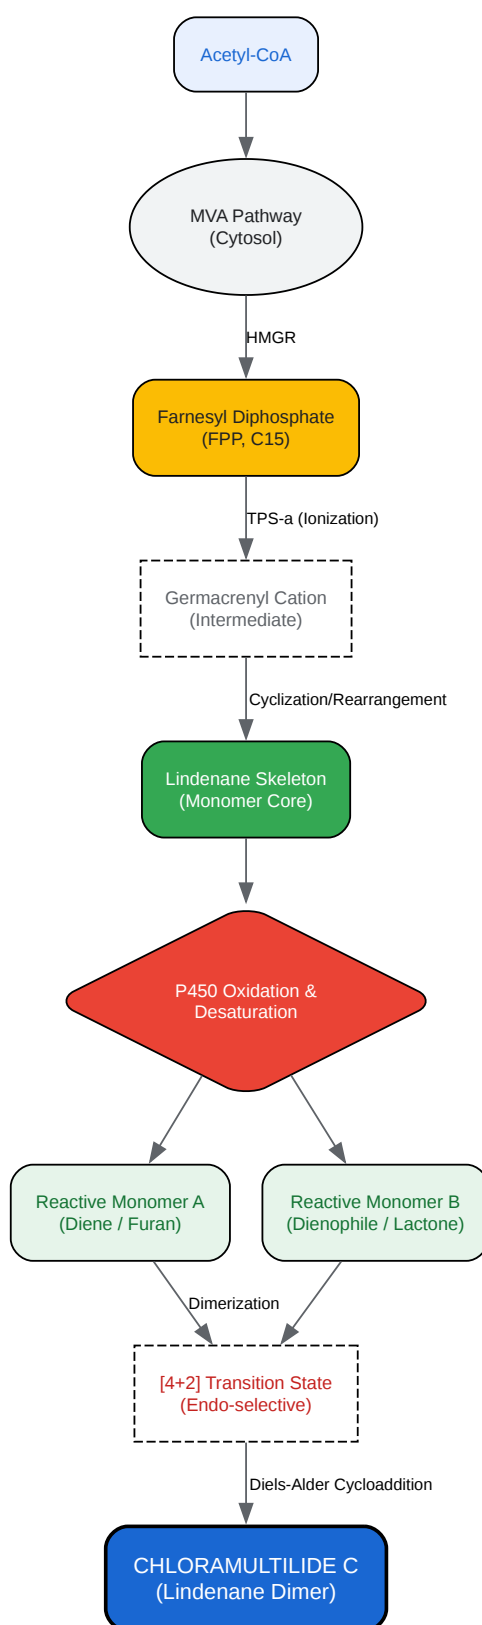 Acetyl-CoA
MVA Pathway
(Cytosol)
HMGR
Farnesyl Diphosphate
(FPP, C15)
TPS-a (Ionization)
Germacrenyl Cation
(Intermediate)
Cyclization/Rearrangement
Lindenane Skeleton
(Monomer Core)
P450 Oxidation &
Desaturation
Reactive Monomer A
(Diene / Furan)
Reactive Monomer B
(Dienophile / Lactone)
Dimerization
[4+2] Transition State
(Endo-selective)
Diels-Alder Cycloaddition
CHLORAMULTILIDE C
(Lindenane Dimer)